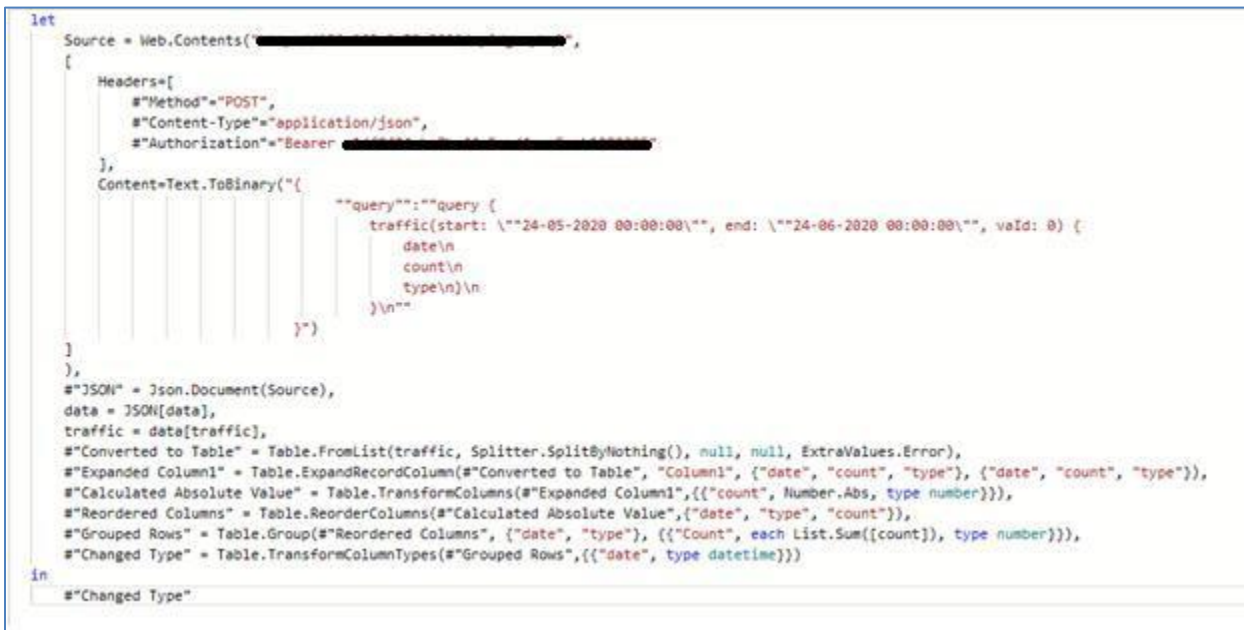 let
Source = Web.Contents("",
[
Headers=[
#"Method"="POST",
#"Content-Type"="application/json",
#"Authorization"="Bearer "
],
Content=Text.ToBinary("{
""query"":""query {
traffic(start: \""24-05-2020 00:00:00\"", end: \""24-06-2020 00:00:00\"", vaId: 0) {
date\n
count\n
type\n}\n
}\n""
}")
]
),
#"JSON" = Json.Document(Source),
data = JSON[data],
traffic = data[traffic],
#"Converted to Table" = Table.FromList(traffic, Splitter.SplitByNothing(), null, null, ExtraValues.Error),
#"Expanded Column1" = Table.ExpandRecordColumn(#"Converted to Table", "Column1", {"date", "count", "type"}, {"date", "count", "type"}),
#"Calculated Absolute Value" = Table.TransformColumns(#"Expanded Column1",{{"count", Number.Abs, type number}}),
#"Reordered Columns" = Table.ReorderColumns(#"Calculated Absolute Value",{"date", "type", "count"}),
#"Grouped Rows" = Table.Group(#"Reordered Columns", {"date", "type"}, {{"Count", each List.Sum([count]), type number}}),
#"Changed Type" = Table.TransformColumnTypes(#"Grouped Rows",{{"date", type datetime}})
in
#"Changed Type"